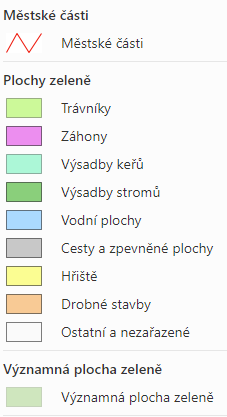 Městské části
Městské části
Plochy zeleně
Trávníky
Záhony
Výsadby keřů
Výsadby stromů
Vodní plochy
Cesty a zpevněné plochy
Hřiště
Drobné stavby
Ostatní a nezařazené
Významná plocha zeleně
Významná plocha zeleně